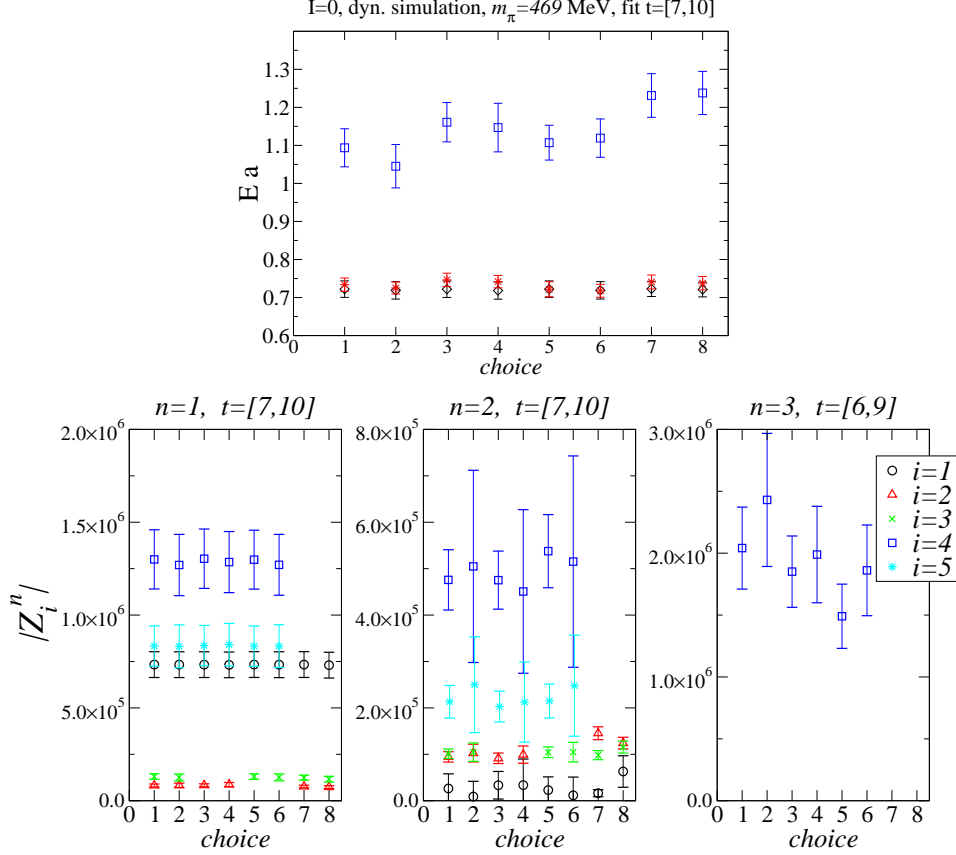 I=0, dyn. simulation, m_π=469 MeV, fit t=[7,10]
1.3
1.2
1.1
1
0.9
0.8
0.7
0.6
E a
0 1 2 3 4 5 6 7 8
choice
n=1, t=[7,10]
2.0×10^6
1.5×10^6
1.0×10^6
5.0×10^5
0.0
|Z_i^n|
0 1 2 3 4 5 6 7 8
choice
n=2, t=[7,10]
8.0×10^5
6.0×10^5
4.0×10^5
2.0×10^5
0.0
0 1 2 3 4 5 6 7 8
choice
n=3, t=[6,9]
3.0×10^6
2.0×10^6
1.0×10^6
0.0
0 1 2 3 4 5 6 7 8
choice
i=1
i=2
i=3
i=4
i=5